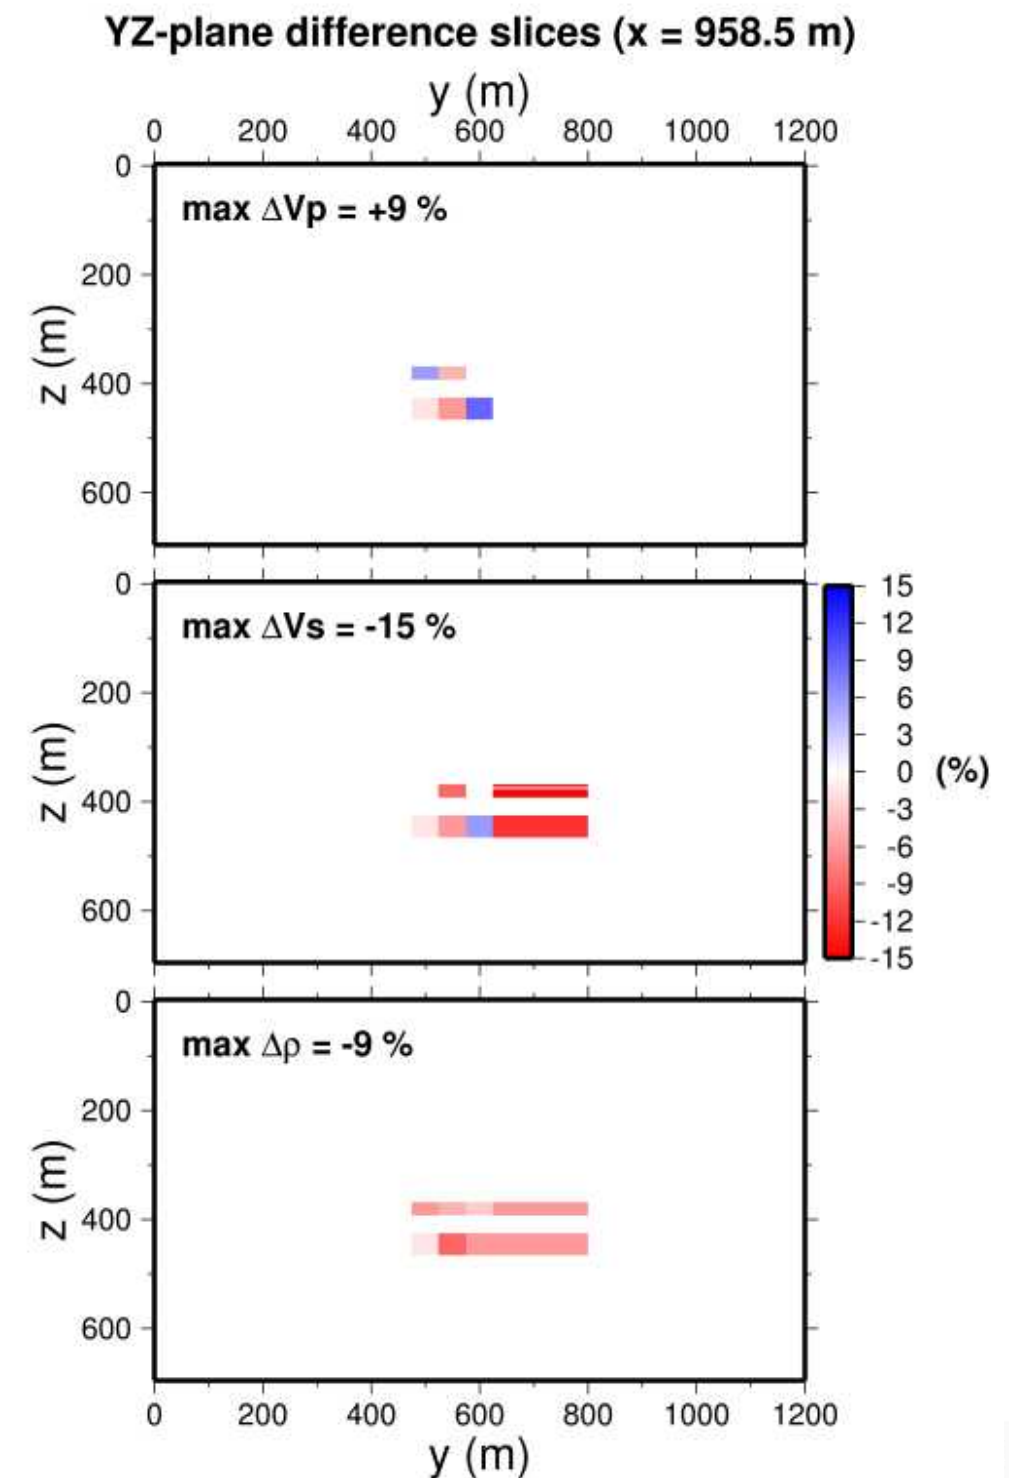 YZ-plane difference slices (x = 958.5 m)
y (m)
0 200 400 600 800 1000 1200
0
max ΔVp = +9 %
200
z (m)
400
600
0
max ΔVs = -15 %
200
z (m)
400
600
15
12
9
6
3
0 (%)
-3
-6
-9
-12
-15
0
max Δρ = -9 %
200
z (m)
400
600
0 200 400 600 800 1000 1200
y (m)